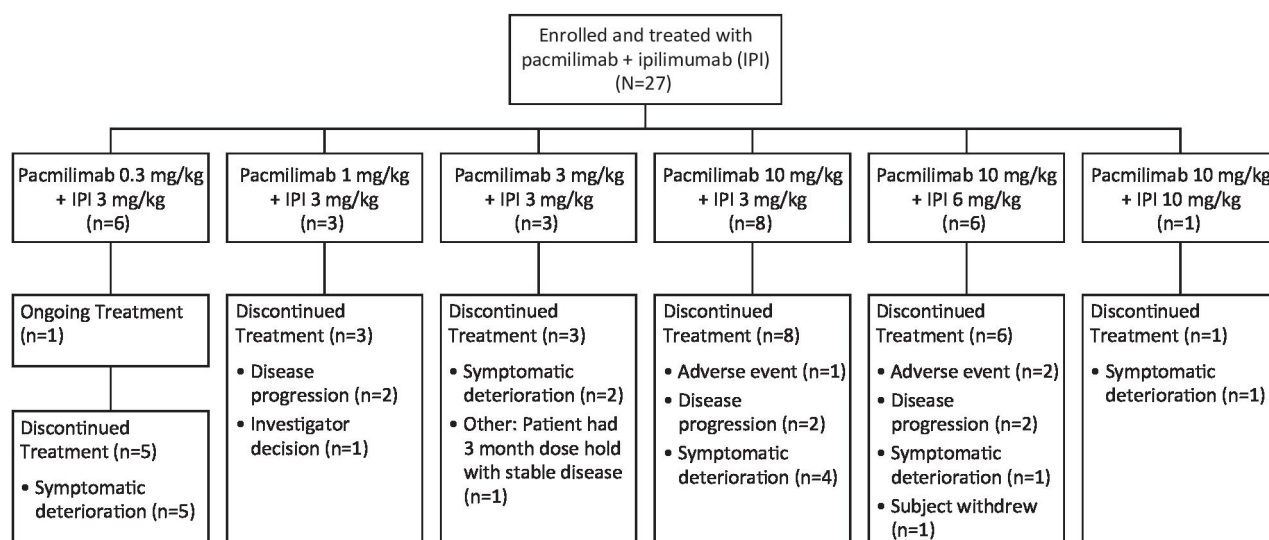 Enrolled and treated with
pacmilimab + ipilimumab (IPI)
(N=27)
Pacmilimab 0.3 mg/kg
+ IPI 3 mg/kg
(n=6)
Pacmilimab 1 mg/kg
+ IPI 3 mg/kg
(n=3)
Pacmilimab 3 mg/kg
+ IPI 3 mg/kg
(n=3)
Pacmilimab 10 mg/kg
+ IPI 3 mg/kg
(n=8)
Pacmilimab 10 mg/kg
+ IPI 6 mg/kg
(n=6)
Pacmilimab 10 mg/kg
+ IPI 10 mg/kg
(n=1)
Ongoing Treatment
(n=1)
Discontinued
Treatment (n=5)
• Symptomatic
deterioration (n=5)
Discontinued
Treatment (n=3)
• Disease
progression (n=2)
• Investigator
decision (n=1)
Discontinued
Treatment (n=3)
• Symptomatic
deterioration (n=2)
• Other: Patient had
3 month dose hold
with stable disease
(n=1)
Discontinued
Treatment (n=8)
• Adverse event (n=1)
• Disease
progression (n=2)
• Symptomatic
deterioration (n=4)
Discontinued
Treatment (n=6)
• Adverse event (n=2)
• Disease
progression (n=2)
• Symptomatic
deterioration (n=1)
• Subject withdrew
(n=1)
Discontinued
Treatment (n=1)
• Symptomatic
deterioration (n=1)